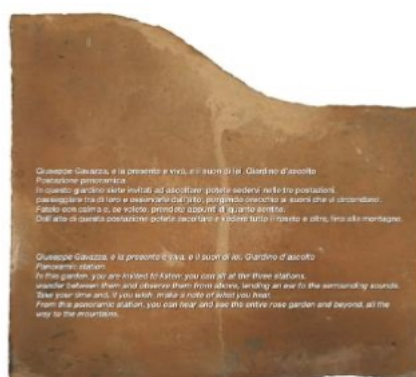 Giuseppe Gavazza, e la presente e viva, e il suon di lei. Giardino d'ascolto
Postazione panoramica
In questo giardino siete invitati ad ascoltare: potete sedervi nelle tre postazioni,
passeggiare tra di loro e osservarle dall'alto, porgendo orecchio ai suoni che vi circondano.
Fatelo con calma e, se volete, prendete appunti di quanto sentite.
Dall'alto di questa postazione potete ascoltare e vedere tutto il roseto e oltre, fino alle montagne.
Giuseppe Gavazza, e la presente e viva, e il suon di lei. Giardino d'ascolto
Panoramic station
In this garden, you are invited to listen: you can sit at the three stations,
wander between them and observe them from above, lending an ear to the surrounding sounds.
Take your time and, if you wish, make a note of what you hear.
From this panoramic station, you can hear and see the entire rose garden and beyond, all the
way to the mountains.